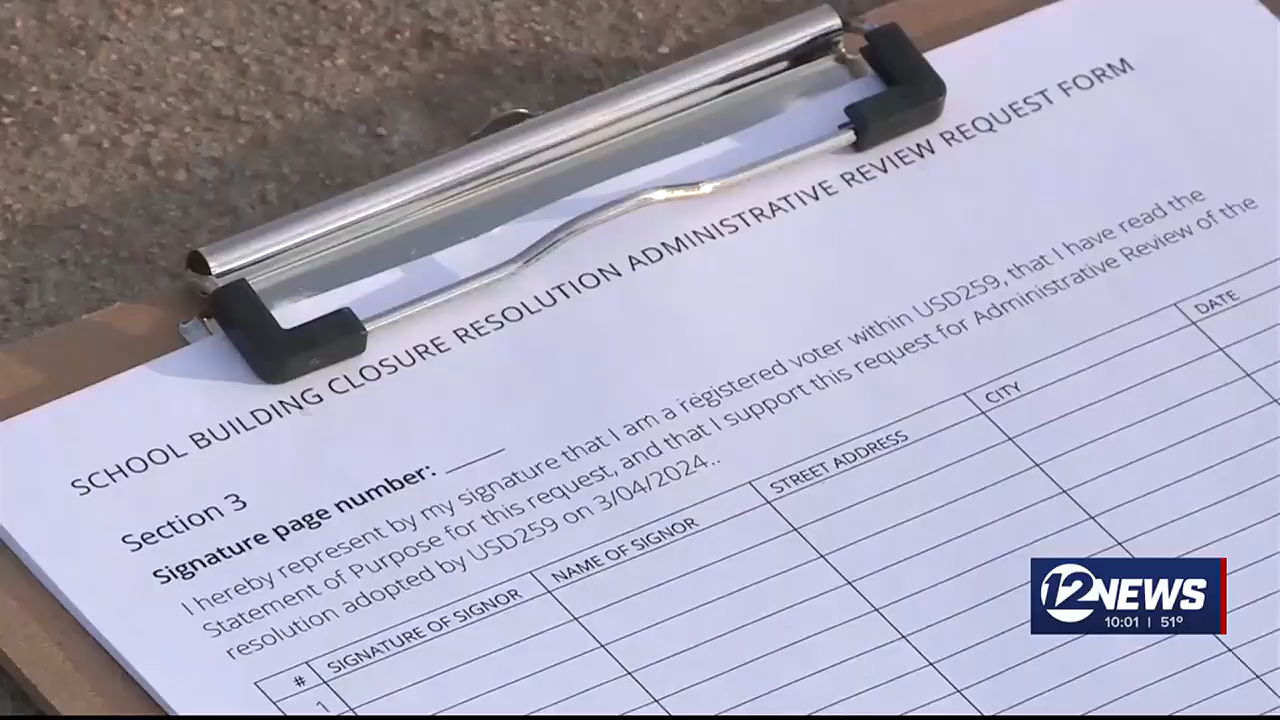 SCHOOL BUILDING CLOSURE RESOLUTION ADMINISTRATIVE REVIEW REQUEST FORM
Section 3
Signature page number: ____
I hereby represent by my signature that I am a registered voter within USD259, that I have read the
Statement of Purpose for this request, and that I support this request for Administrative Review of the
resolution adopted by USD259 on 3/04/2024..
# SIGNATURE OF SIGNOR NAME OF SIGNOR STREET ADDRESS CITY DATE
1
12 NEWS
10:01 | 51°